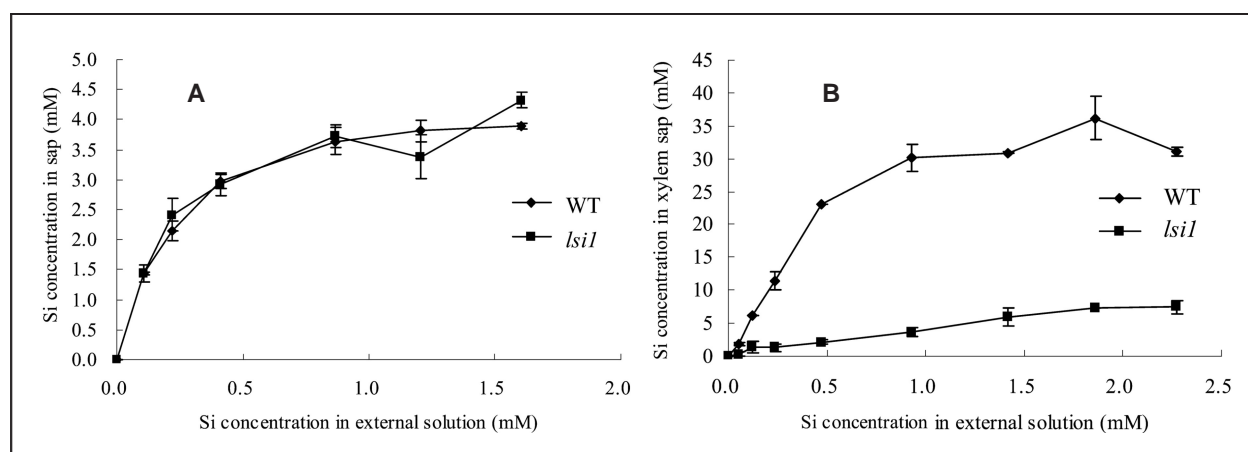 A
Si concentration in sap (mM)
5.0
4.5
4.0
3.5
3.0
2.5
2.0
1.5
1.0
0.5
0.0
WT
lsi1
0.0 0.5 1.0 1.5 2.0
Si concentration in external solution (mM)
B
Si concentration in xylem sap (mM)
45
40
35
30
25
20
15
10
5
0
WT
lsi1
0.0 0.5 1.0 1.5 2.0 2.5
Si concentration in external solution (mM)